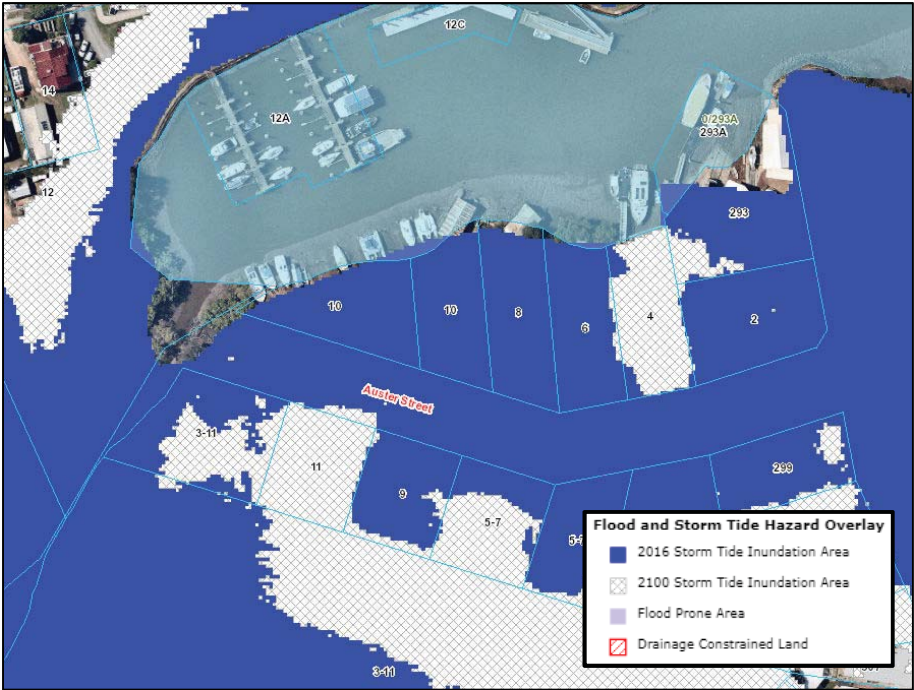 12C
14
12A
0/293A
293A
12
293
10
10
8
6
4
2
Auster Street
3-11
11
9
5-7
299
Flood and Storm Tide Hazard Overlay
2016 Storm Tide Inundation Area
2100 Storm Tide Inundation Area
Flood Prone Area
Drainage Constrained Land
3-11